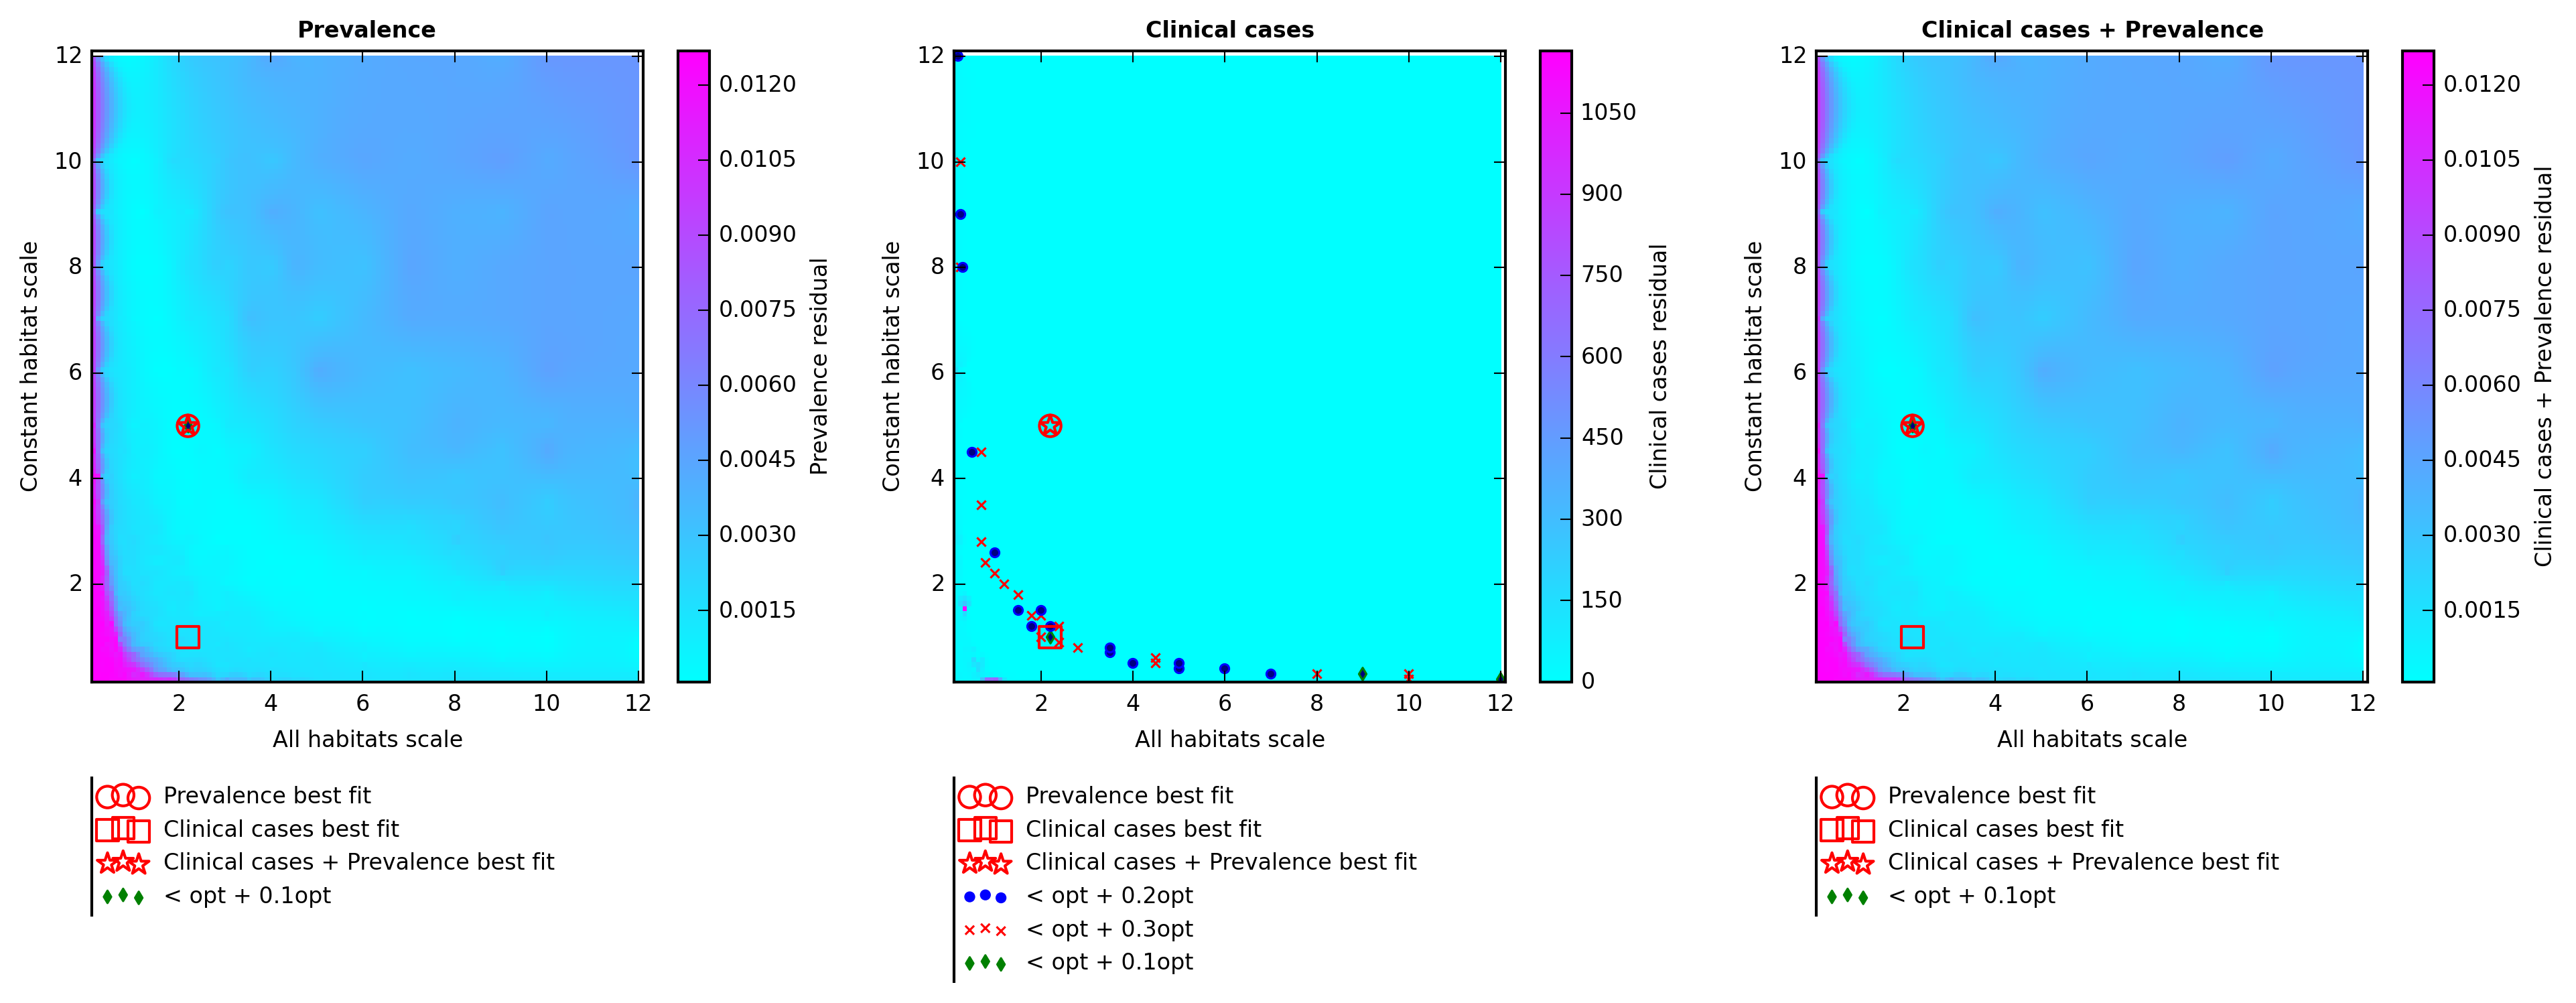 Prevalence
12
10
8
6
4
2
Constant habitat scale
2 4 6 8 10 12
All habitats scale
0.0120
0.0105
0.0090
0.0075
0.0060
0.0045
0.0030
0.0015
Prevalence residual
Prevalence best fit
Clinical cases best fit
Clinical cases + Prevalence best fit
< opt + 0.1opt
Clinical cases
12
10
8
6
4
2
Constant habitat scale
2 4 6 8 10 12
All habitats scale
1050
900
750
600
450
300
150
0
Clinical cases residual
Prevalence best fit
Clinical cases best fit
Clinical cases + Prevalence best fit
< opt + 0.2opt
< opt + 0.3opt
< opt + 0.1opt
Clinical cases + Prevalence
12
10
8
6
4
2
Constant habitat scale
2 4 6 8 10 12
All habitats scale
0.0120
0.0105
0.0090
0.0075
0.0060
0.0045
0.0030
0.0015
Clinical cases + Prevalence residual
Prevalence best fit
Clinical cases best fit
Clinical cases + Prevalence best fit
< opt + 0.1opt